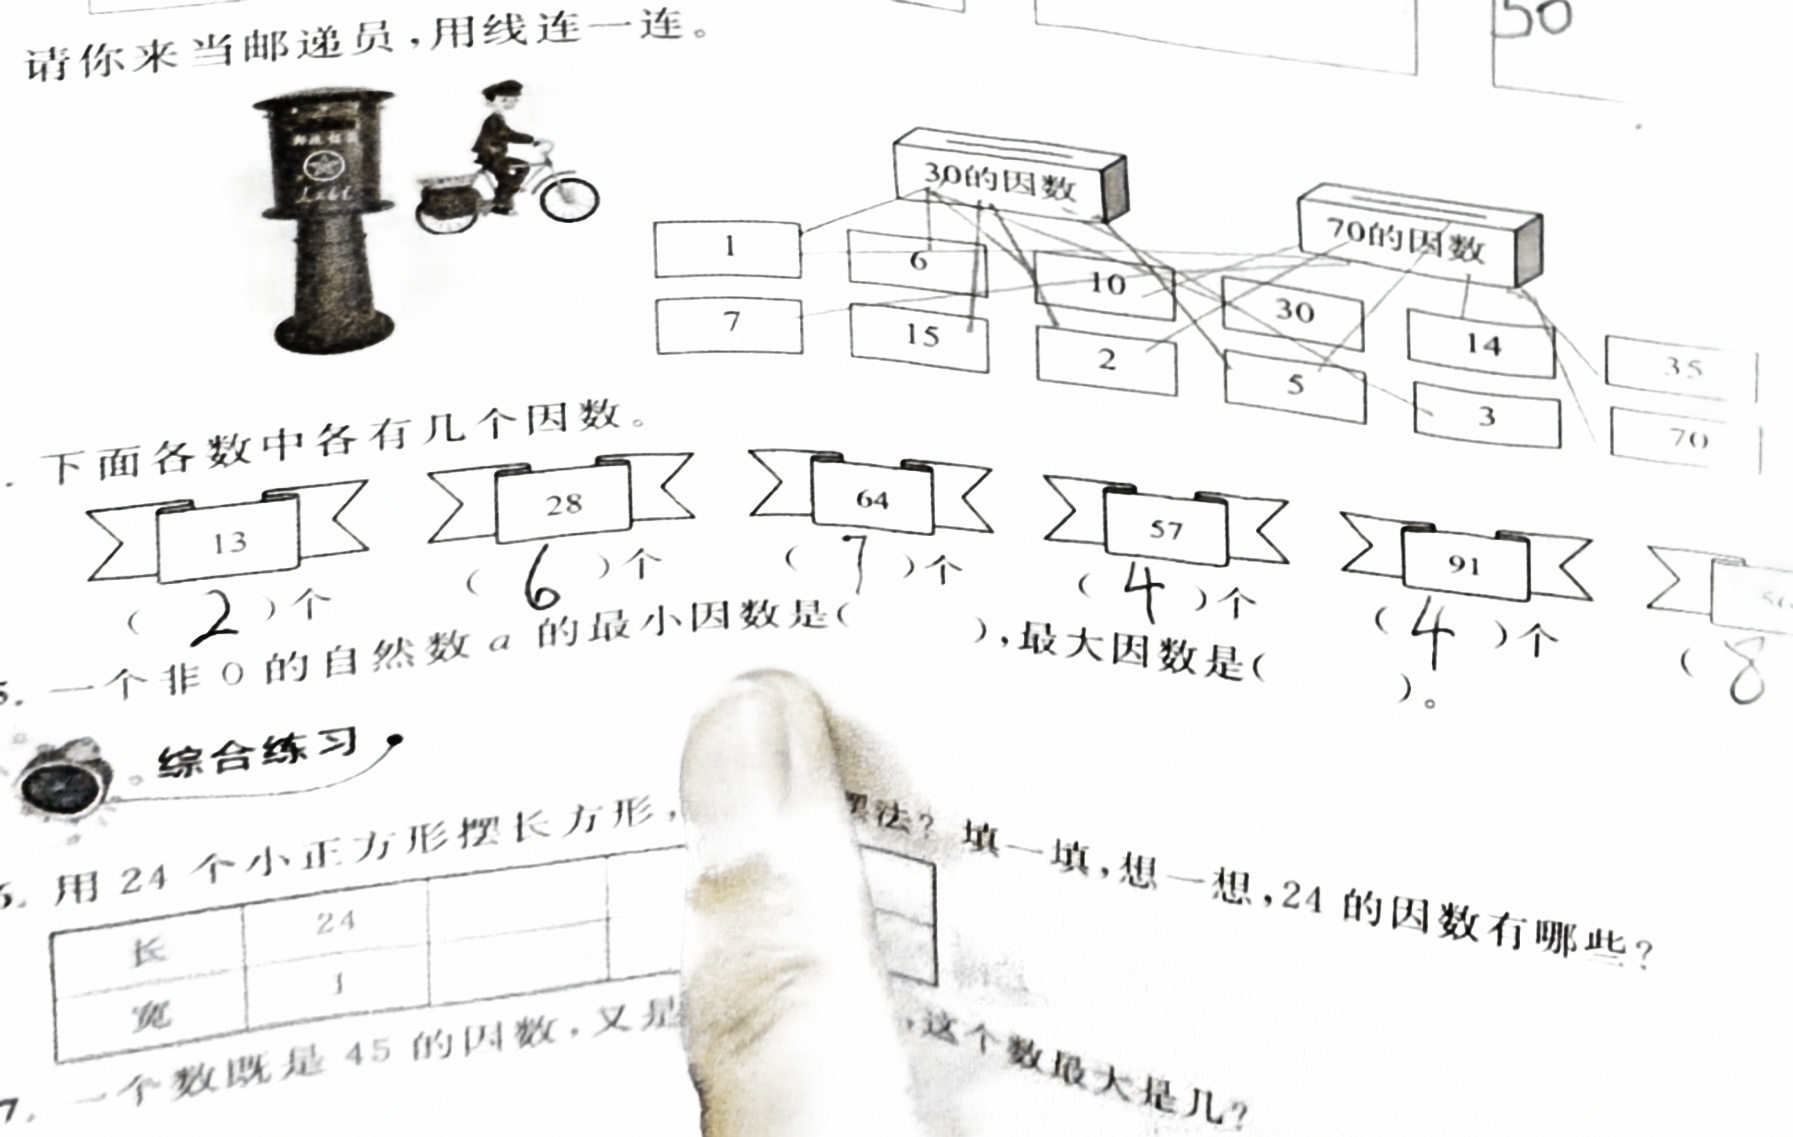 50
请你来当邮递员,用线连一连。
30的因数
70的因数
1 6 10 30 14 35
7 15 2 5 3 70
下面各数中各有几个因数。
13 28 64 57 91
( 2 )个 ( 6 )个 ( 7 )个 ( 4 )个 ( 4 )个 ( 8
5. 一个非 0 的自然数 a 的最小因数是( ),最大因数是( )。
综合练习
6. 用 24 个小正方形摆长方形, 摆法? 填一填,想一想,24 的因数有哪些?
长 24
宽 1
7. 一个数既是 45 的因数,又是 ,这个数最大是几?